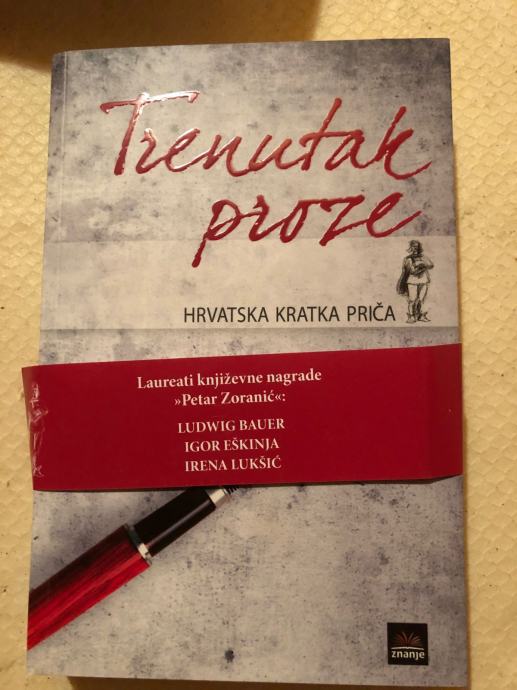 Trenutak
proze
HRVATSKA KRATKA PRIČA
Laureati književne nagrade
»Petar Zoranić«:
LUDWIG BAUER
IGOR EŠKINJA
IRENA LUKŠIĆ
znanje